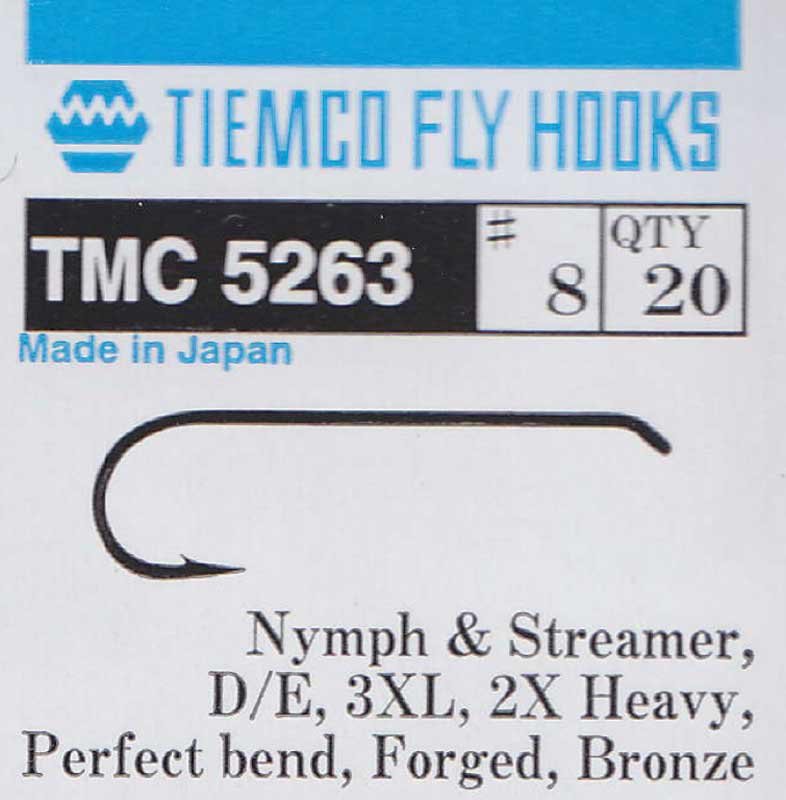 TIEMCO FLY HOOKS
TMC 5263
# 8
QTY 20
Made in Japan
Nymph & Streamer,
D/E, 3XL, 2X Heavy,
Perfect bend, Forged, Bronze